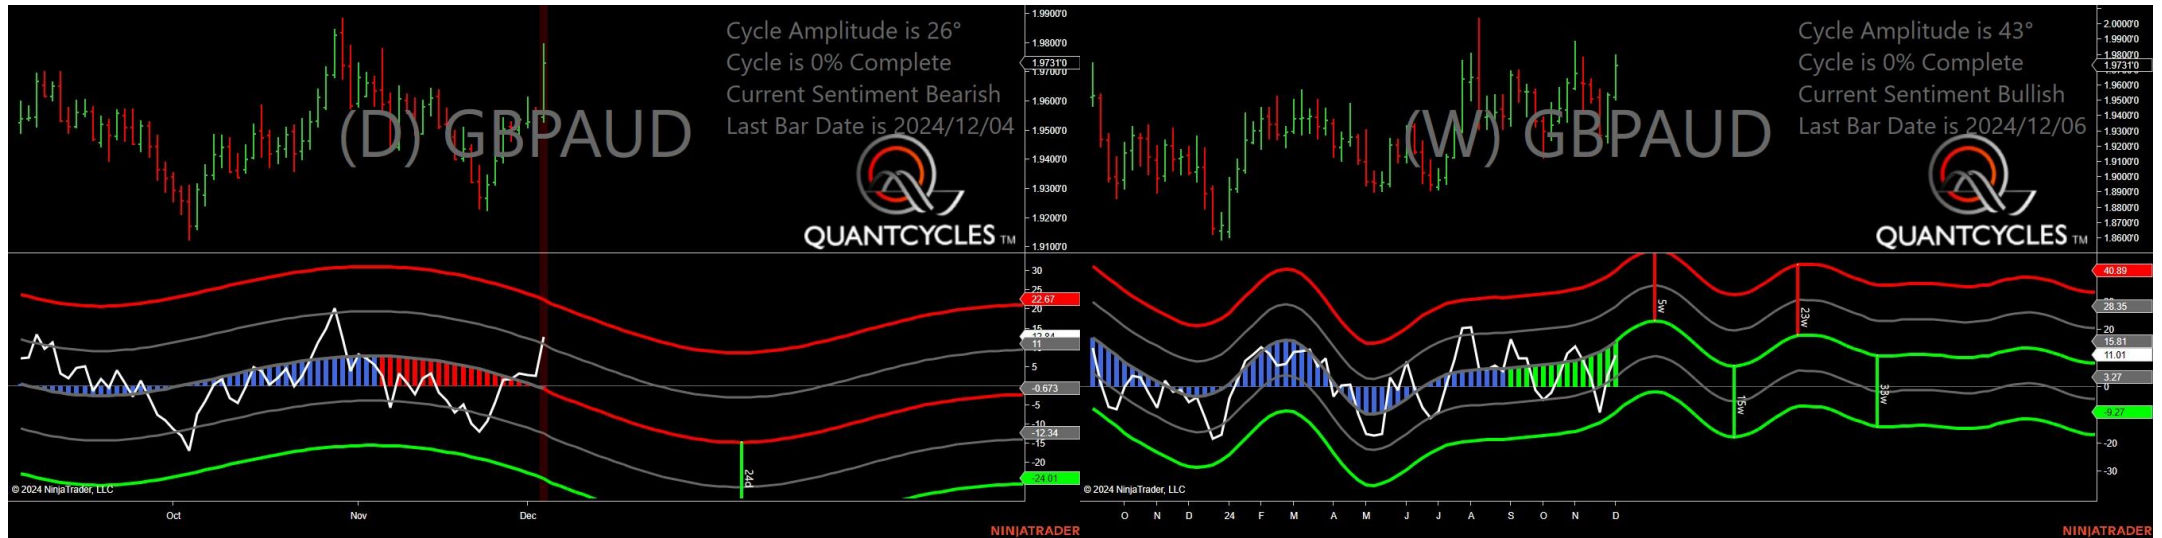 Cycle Amplitude is 26°
Cycle is 0% Complete
Current Sentiment Bearish
Last Bar Date is 2024/12/04
(D) GBPAUD
QUANTCYCLES TM
1.9900'0
1.9800'0
1.9731'0
1.9700'0
1.9600'0
1.9500'0
1.9400'0
1.9300'0
1.9200'0
1.9100'0
30
25
22.67
20
15
11
5
-0.673
-5
-10
-12.34
-15
-20
-24.01
24d
© 2024 NinjaTrader, LLC
Oct Nov Dec
NINJATRADER
Cycle Amplitude is 43°
Cycle is 0% Complete
Current Sentiment Bullish
Last Bar Date is 2024/12/06
(W) GBPAUD
QUANTCYCLES TM
2.0000'0
1.9900'0
1.9800'0
1.9731'0
1.9600'0
1.9500'0
1.9400'0
1.9300'0
1.9200'0
1.9100'0
1.9000'0
1.8900'0
1.8800'0
1.8700'0
1.8600'0
40.89
28.35
20
15.81
11.01
3.27
0
-9.27
-20
-30
5w
23w
15w
33w
© 2024 NinjaTrader, LLC
O N D 24 F M A M J J A S O N D
NINJATRADER